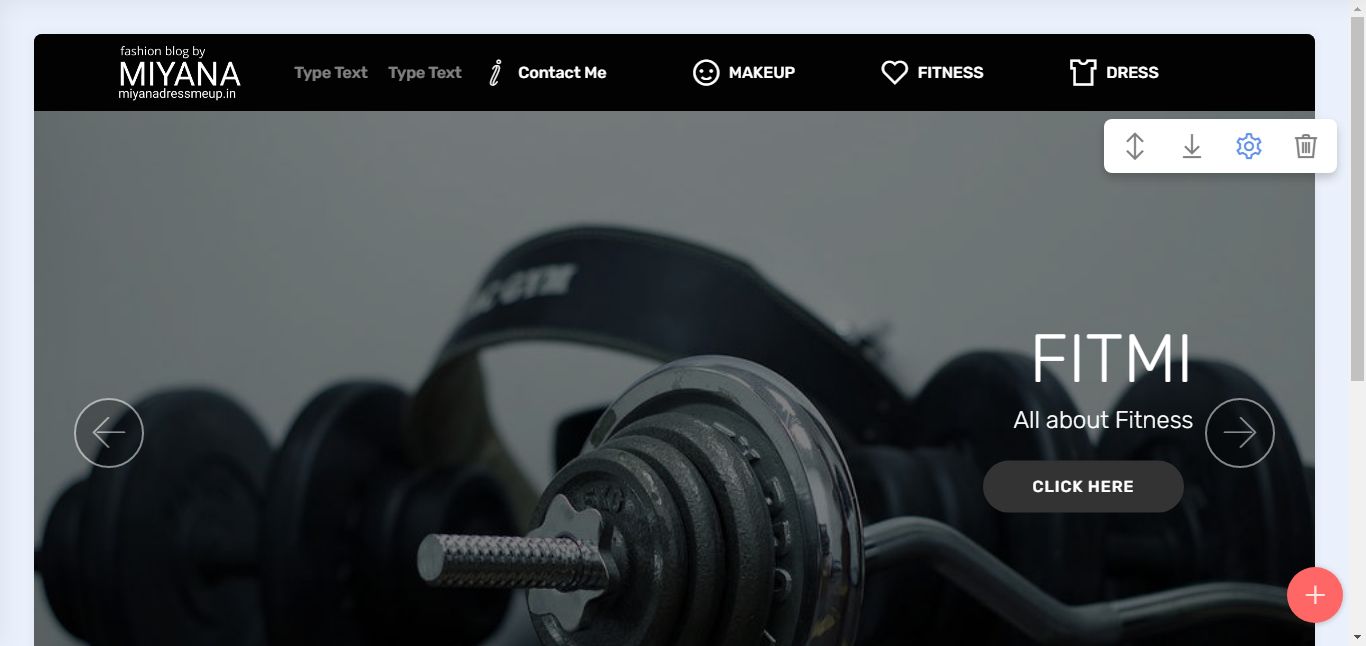 fashion blog by
MIYANA
miyanadressmeup.in
Type Text Type Text Contact Me MAKEUP FITNESS DRESS
GYM
FITMI
All about Fitness
CLICK HERE